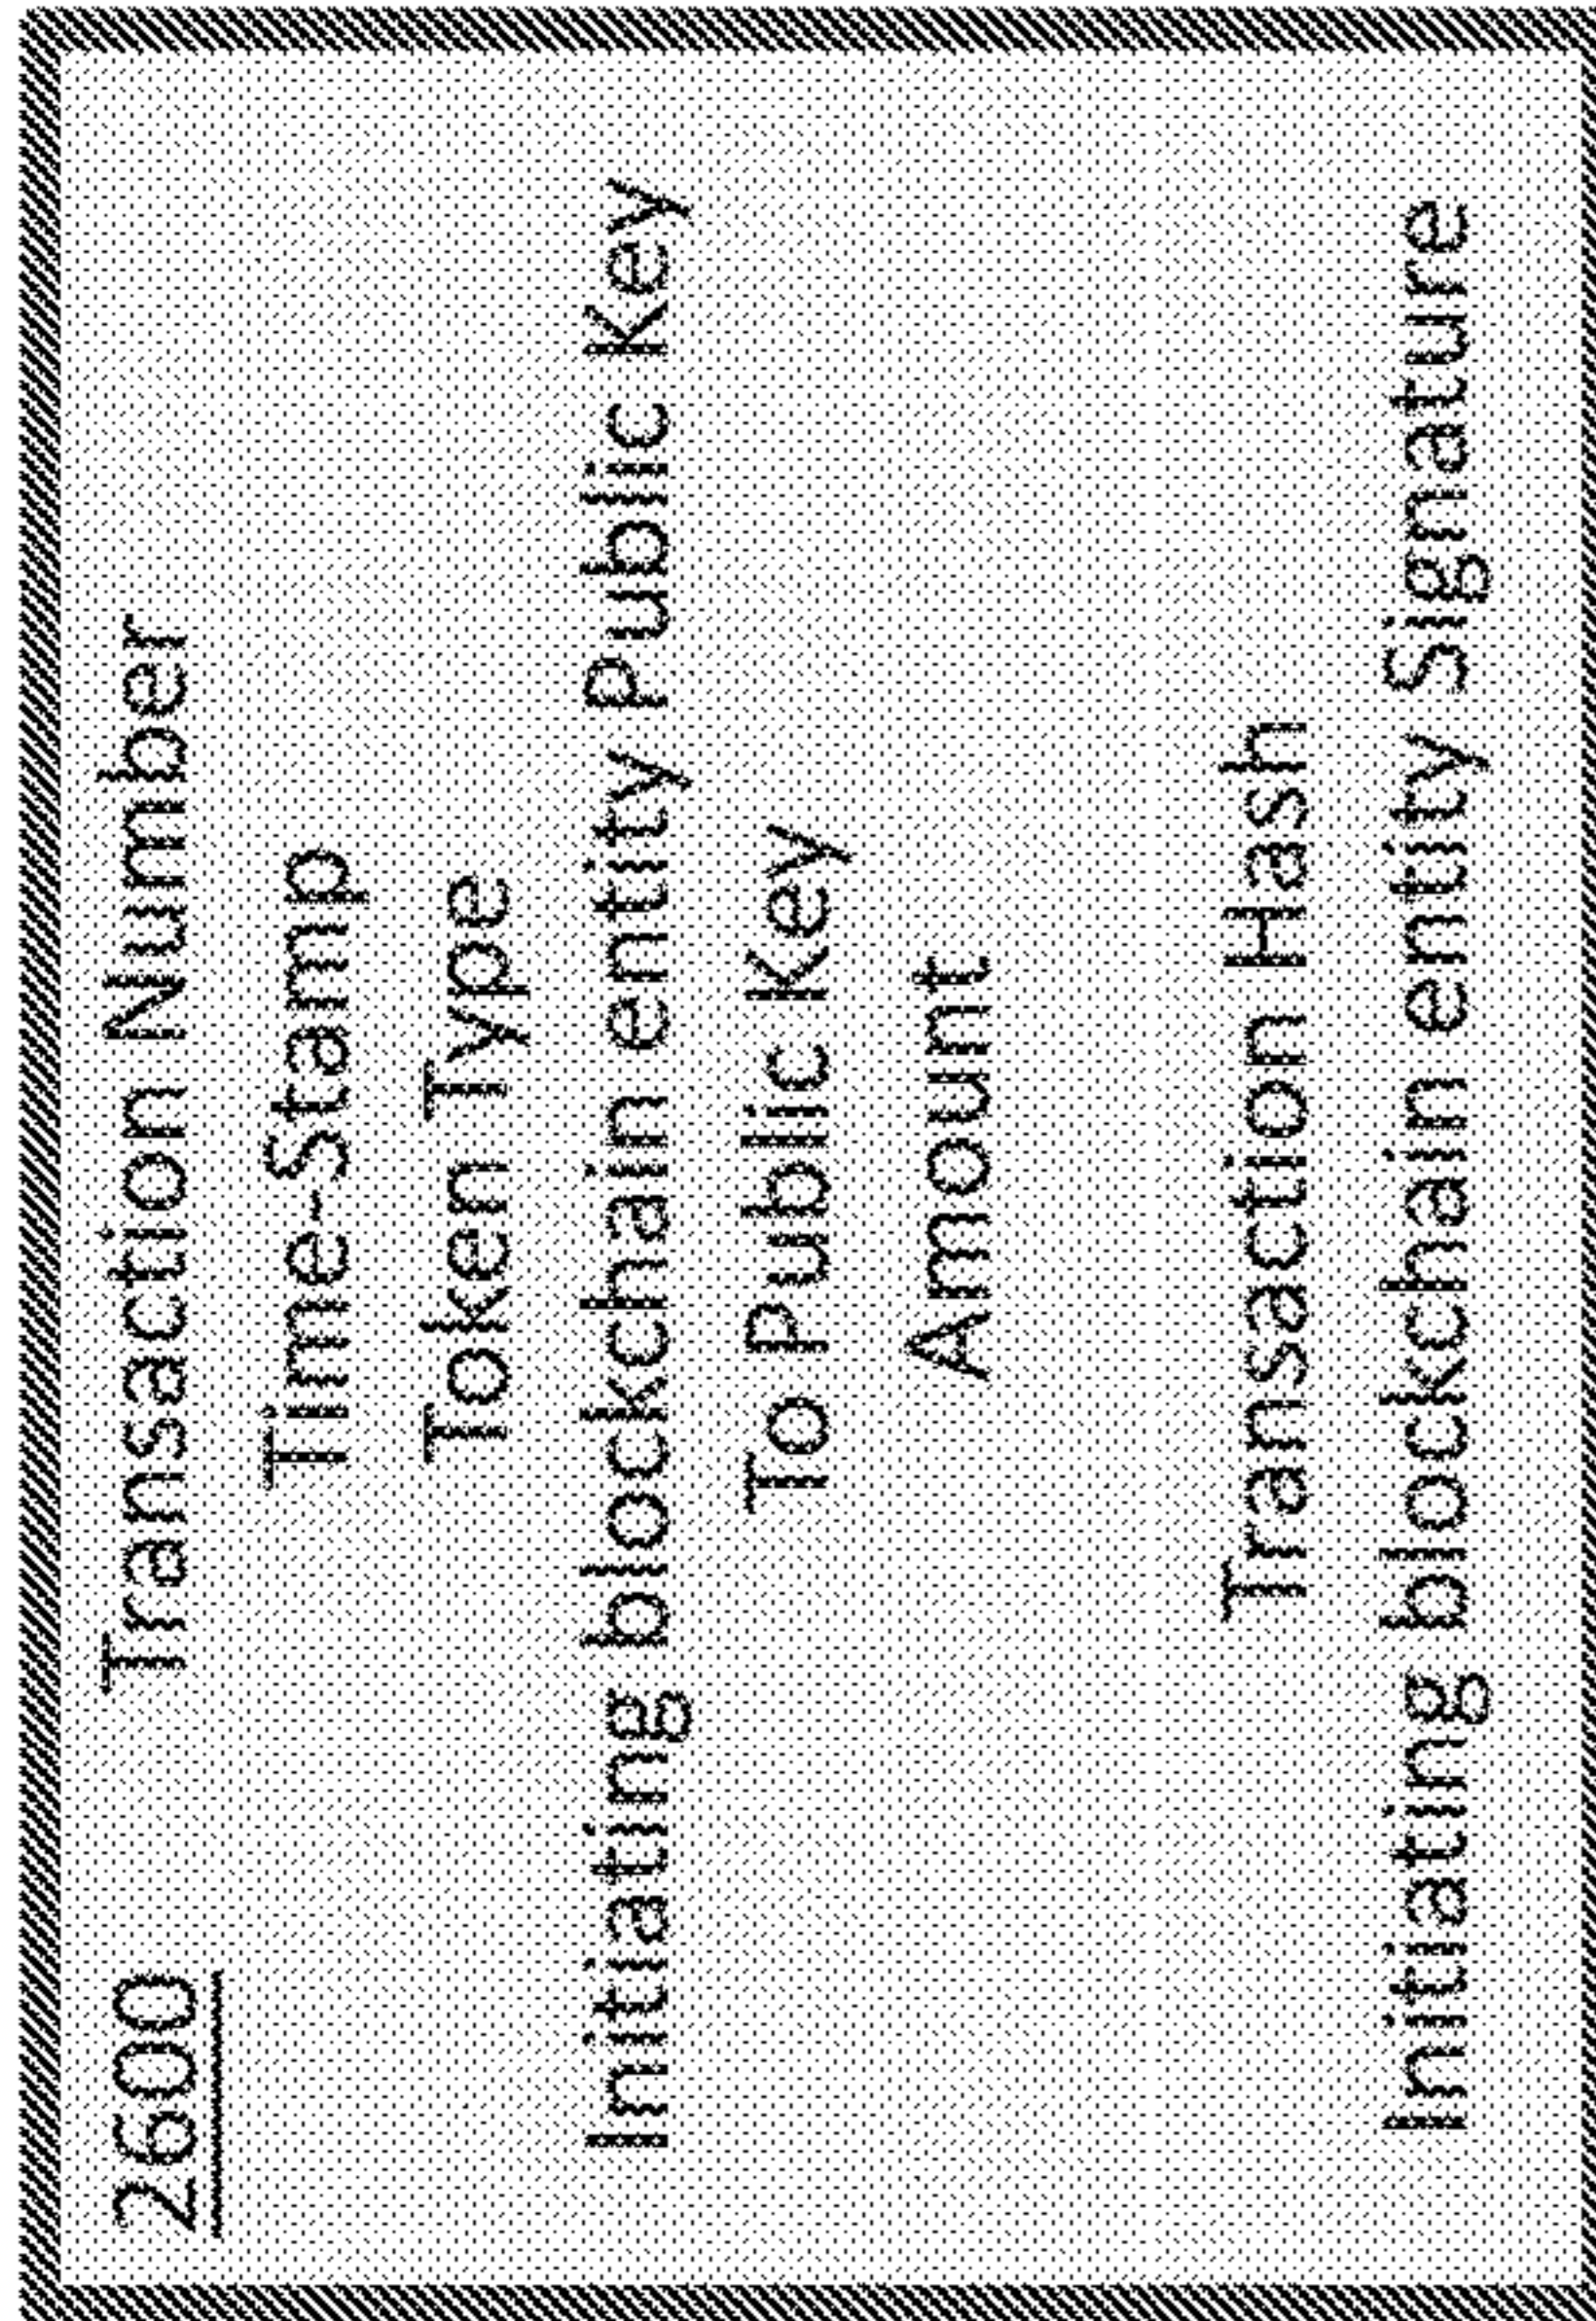 2600
Transaction Number
Time-Stamp
Token Type
Initiating blockchain entity Public Key
To Public Key
Amount
Transaction Hash
Initiating blockchain entity Signature